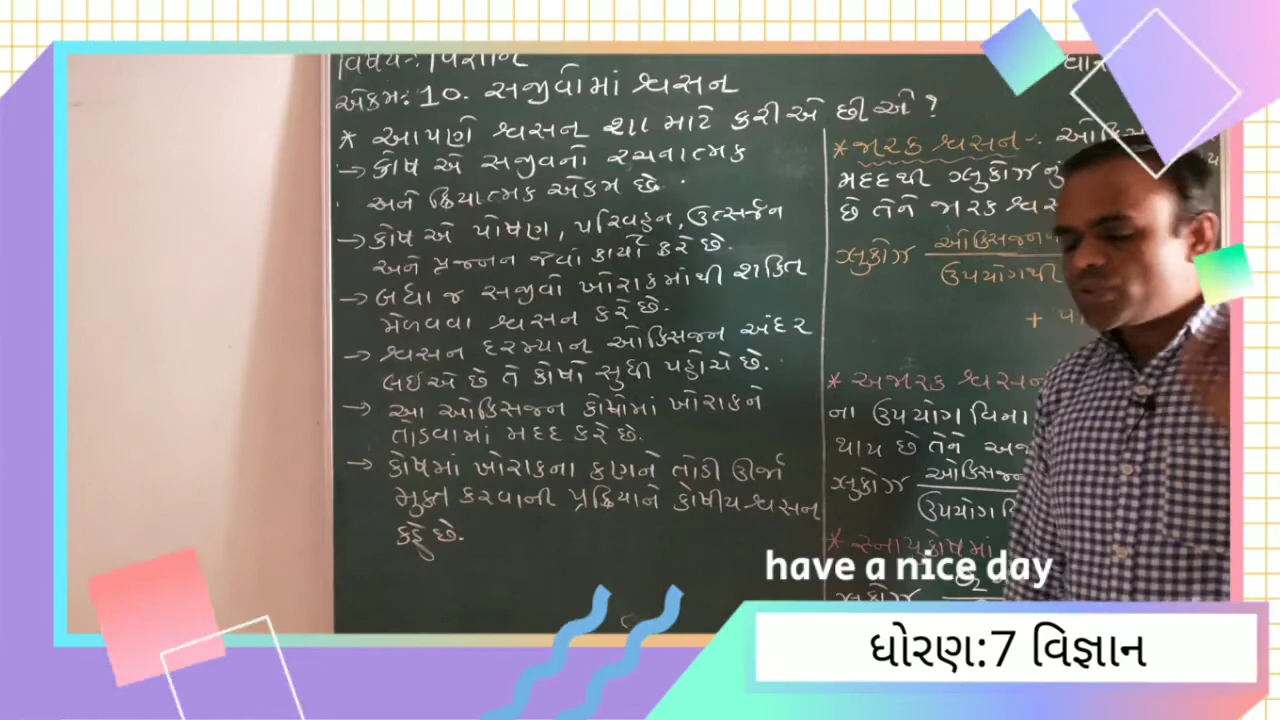 વિષય:- વિજ્ઞાન
એકમ: 10. સજીવોમાં શ્વસન
* આપણે શ્વસન શા માટે કરીએ છીએ ?
→ કોષ એ સજીવનો રચનાત્મક
અને ક્રિયાત્મક એકમ છે.
→ કોષ એ પોષણ, પરિવહન, ઉત્સર્જન
અને પ્રજનન જેવાં કાર્યો કરે છે.
→ બધા જ સજીવો ખોરાકમાંથી શક્તિ
મેળવવા શ્વસન કરે છે.
→ શ્વસન દરમ્યાન ઓક્સિજન અંદર
લઈએ છે તે કોષો સુધી પહોચે છે.
→ આ ઓક્સિજન કોષોમાં ખોરાકને
તોડવામાં મદદ કરે છે.
→ કોષમાં ખોરાકના કણને તોડી ઊર્જા
મુક્ત કરવાની પ્રક્રિયાને કોષીય શ્વસન
કહે છે.
* જારક શ્વસન :-
મદદથી ગ્લુકોઝનું
છે તેને જારક
ગ્લુકોઝ
ઉપયોગથી
+
* અજારક શ્વસન
ના ઉપયોગ વિના
થાય છે તેને
ગ્લુકોઝ
ઉપયોગ
* સ્નાયુકોષમાં
ગ્લુકોઝ
have a nice day
ધોરણ:7 વિજ્ઞાન